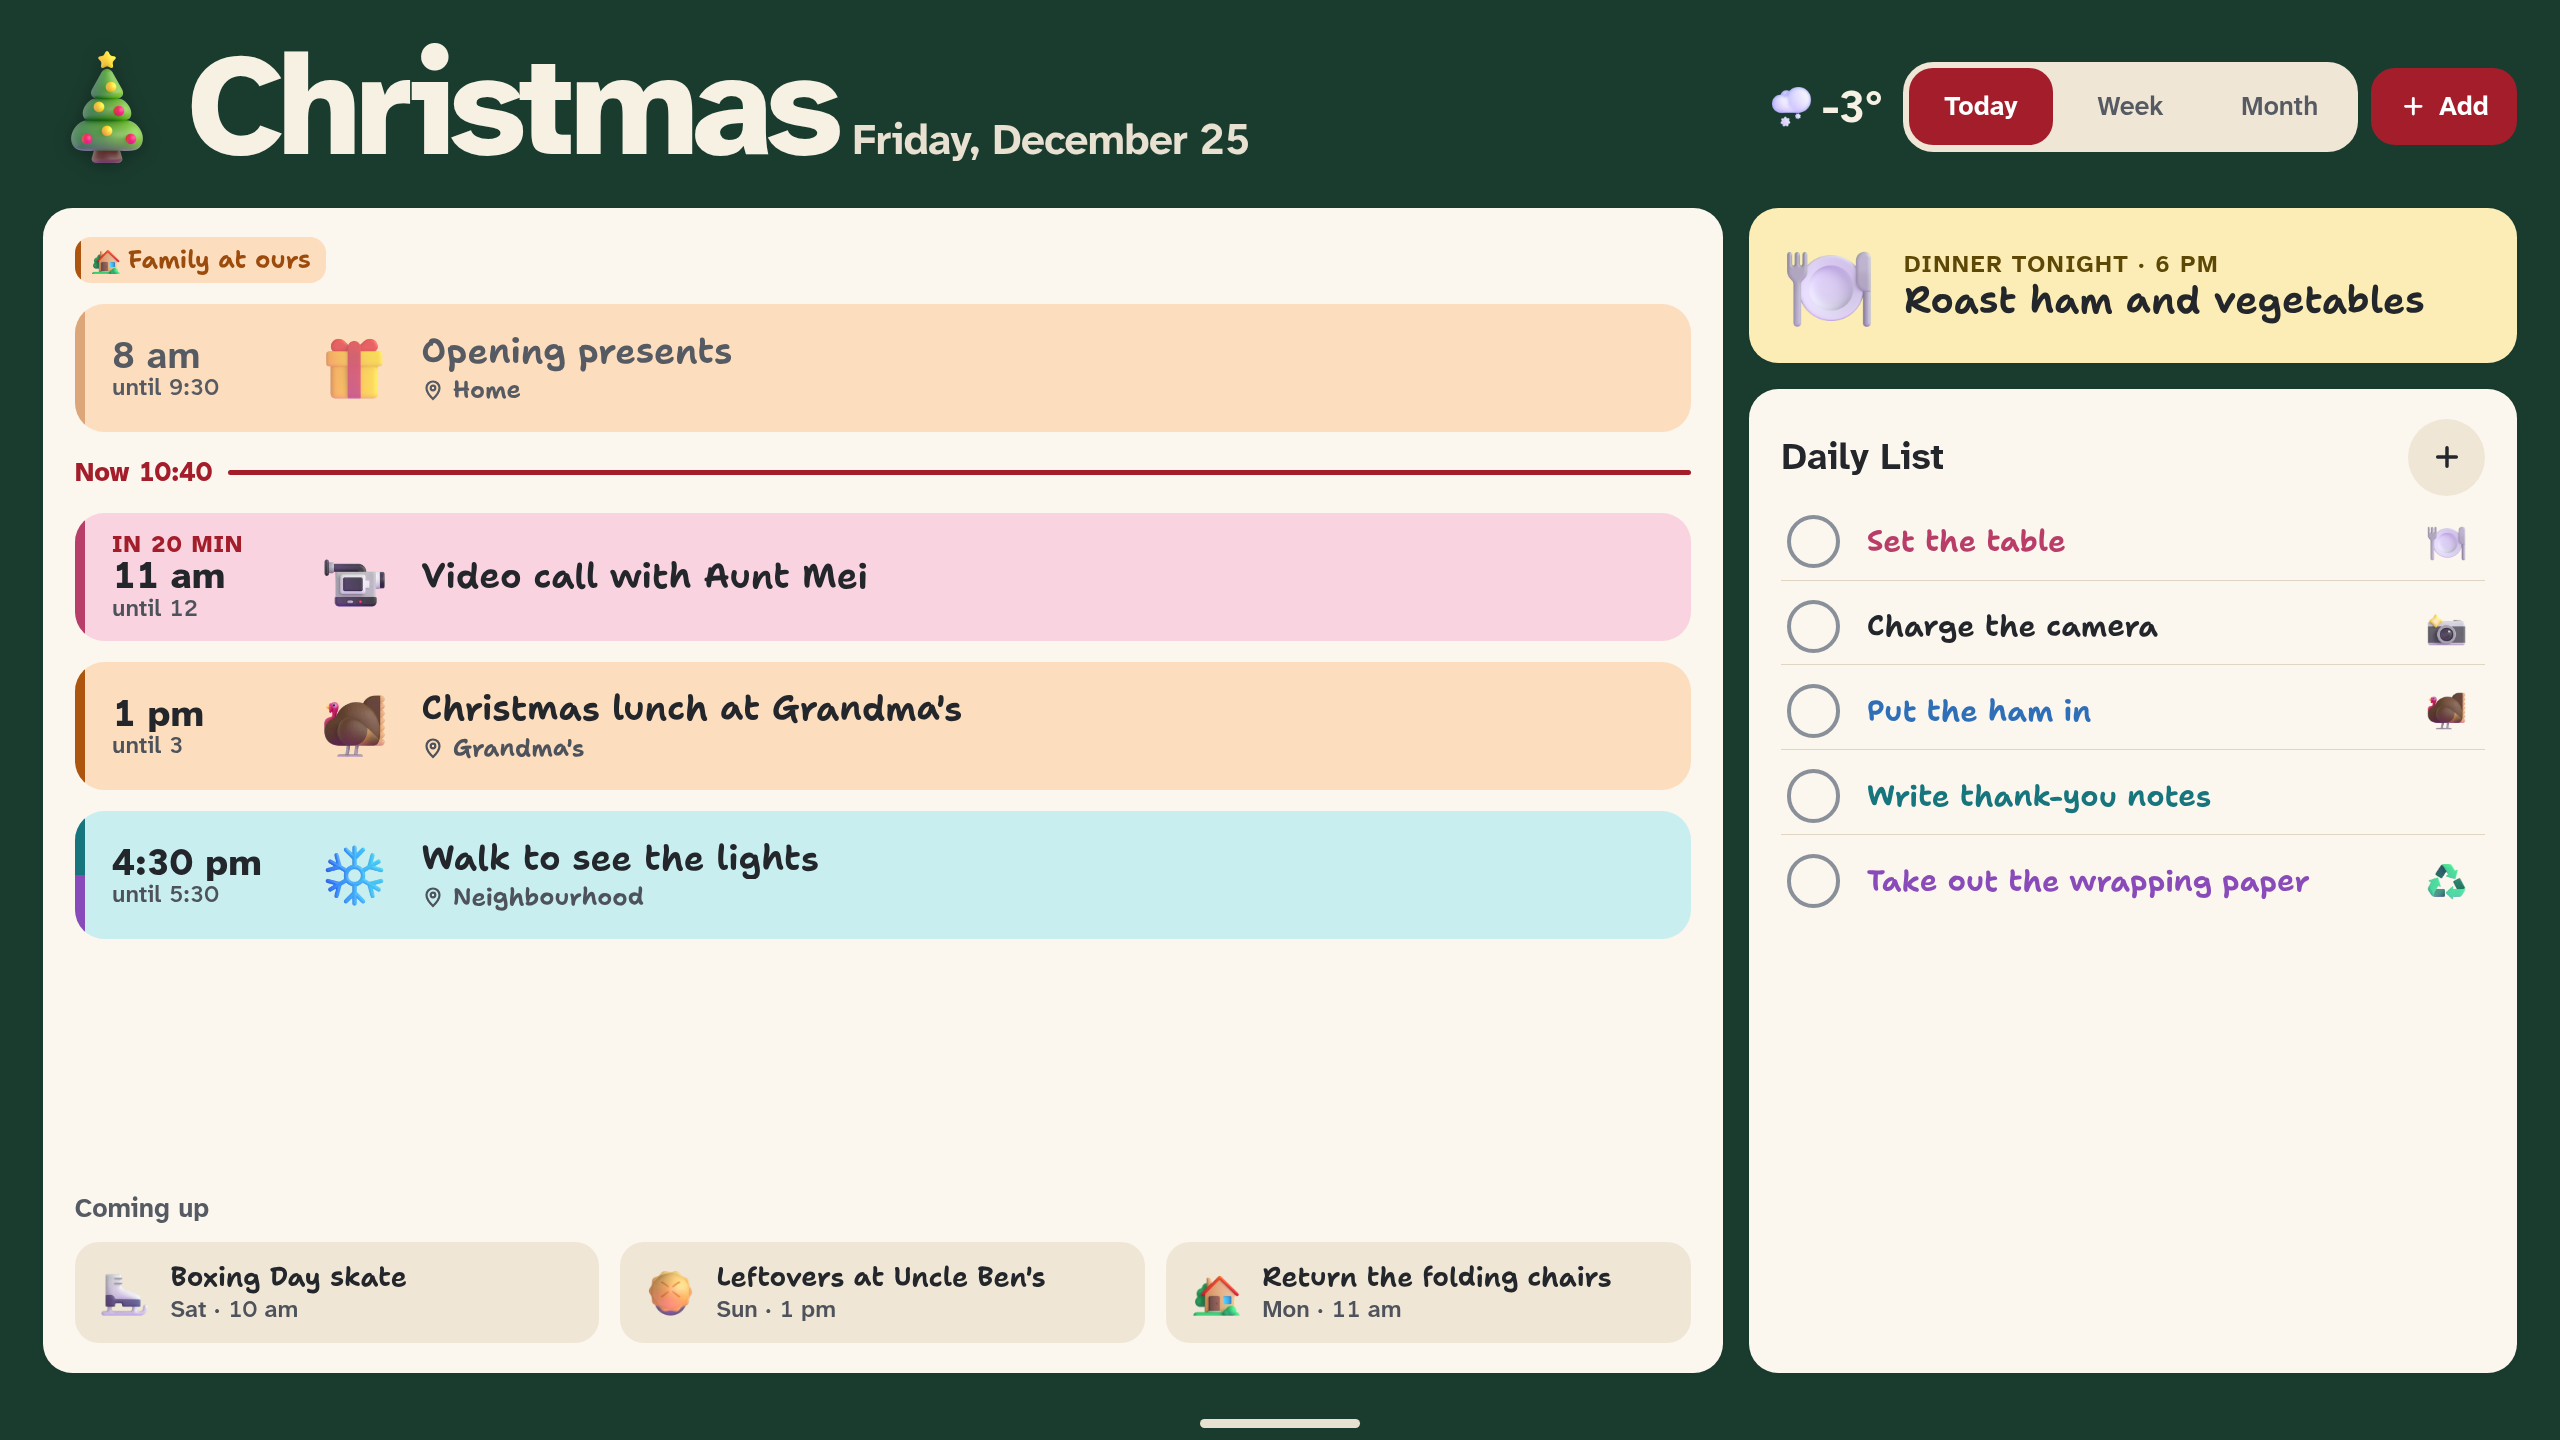 Christmas Friday, December 25
-3°
Today
Week
Month
+ Add
Family at ours
8 am
until 9:30
Opening presents
Home
Now 10:40
IN 20 MIN
11 am
until 12
Video call with Aunt Mei
1 pm
until 3
Christmas lunch at Grandma's
Grandma's
4:30 pm
until 5:30
Walk to see the lights
Neighbourhood
Coming up
Boxing Day skate
Sat · 10 am
Leftovers at Uncle Ben's
Sun · 1 pm
Return the folding chairs
Mon · 11 am
DINNER TONIGHT · 6 PM
Roast ham and vegetables
Daily List
+
Set the table
Charge the camera
Put the ham in
Write thank-you notes
Take out the wrapping paper